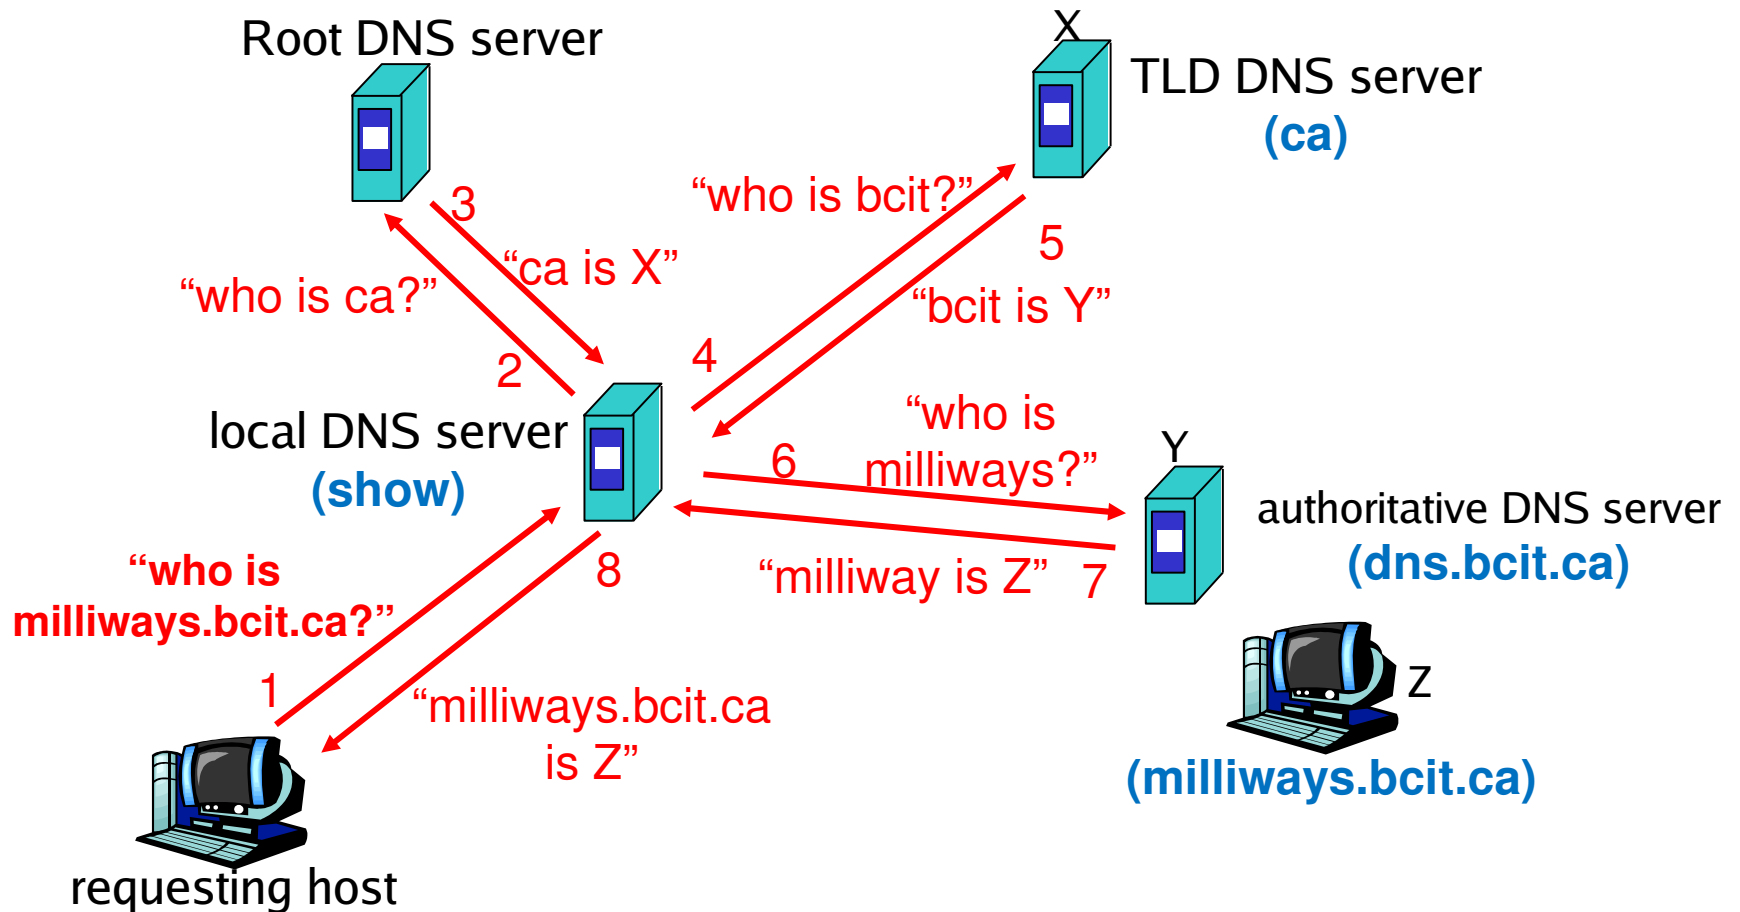 Root DNS server
X
TLD DNS server
(ca)
3
“who is bcit?”
“ca is X”
5
“who is ca?”
“bcit is Y”
2
4
local DNS server
(show)
“who is
milliways?”
6
Y
authoritative DNS server
(dns.bcit.ca)
“who is
milliways.bcit.ca?”
8
“milliway is Z”
7
1
“milliways.bcit.ca
is Z”
Z
(milliways.bcit.ca)
requesting host